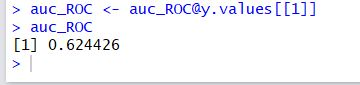 > auc_ROC <- auc_ROC@y.values[[1]]
> auc_ROC
[1] 0.624426
>